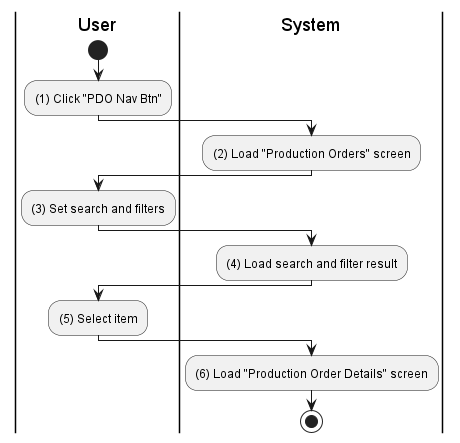 User
System
(1) Click "PDO Nav Btn"
(2) Load "Production Orders" screen
(3) Set search and filters
(4) Load search and filter result
(5) Select item
(6) Load "Production Order Details" screen